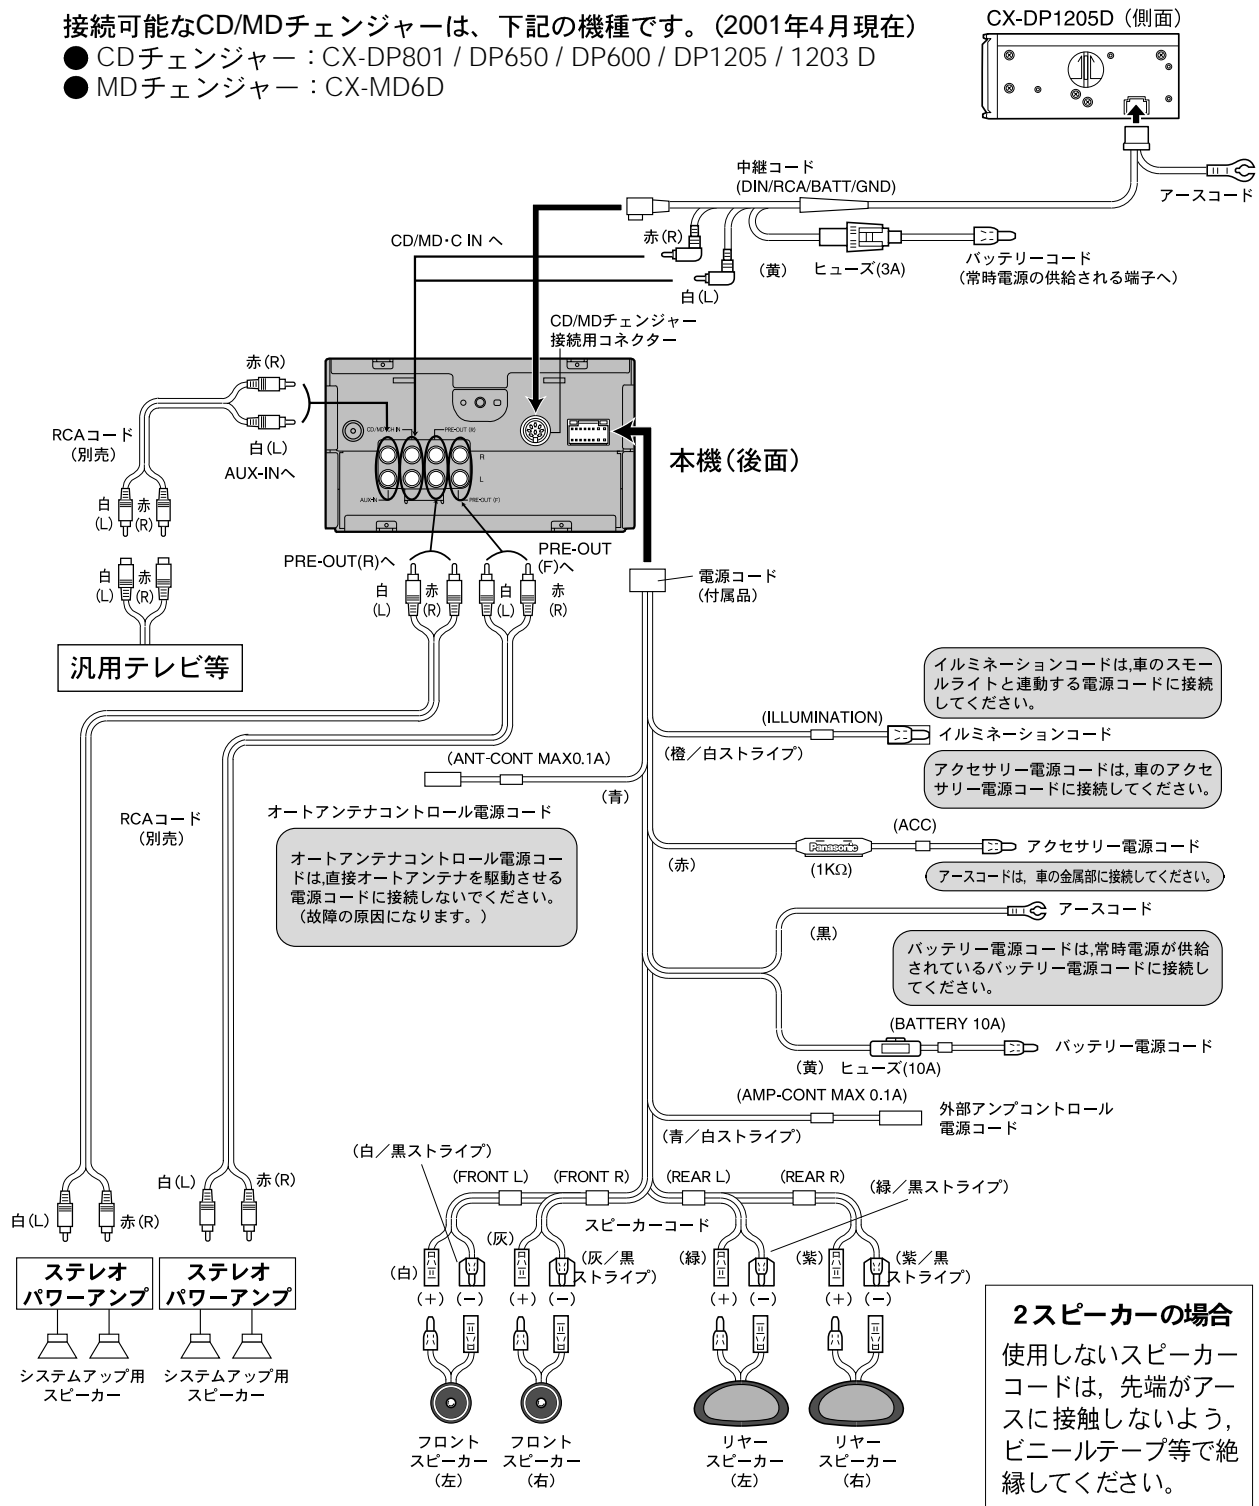 接続可能なCD/MDチェンジャーは、下記の機種です。(2001年4月現在)
● CDチェンジャー：CX-DP801 / DP650 / DP600 / DP1205 / 1203 D
● MDチェンジャー：CX-MD6D
CX-DP1205D（側面）
中継コード
(DIN/RCA/BATT/GND)
アースコード
CD/MD・C IN へ
赤(R)
(黄)
ヒューズ(3A)
バッテリーコード
(常時電源の供給される端子へ)
白(L)
CD/MDチェンジャー
接続用コネクター
赤(R)
RCAコード
(別売)
白(L)
AUX-INへ
CD/MD CH IN
PRE-OUT (R)
R
L
AUX-IN
PRE-OUT (F)
本機(後面)
白
(L)
赤
(R)
白
(L)
赤
(R)
汎用テレビ等
PRE-OUT(R)へ
PRE-OUT
(F)へ
白
(L)
赤
(R)
白
(L)
赤
(R)
電源コード
(付属品)
イルミネーションコードは,車のスモー
ルライトと連動する電源コードに接続
してください。
(ILLUMINATION)
イルミネーションコード
(橙／白ストライプ)
(ANT-CONT MAX0.1A)
(青)
オートアンテナコントロール電源コード
オートアンテナコントロール電源コー
ドは,直接オートアンテナを駆動させる
電源コードに接続しないでください。
（故障の原因になります。）
RCAコード
(別売)
アクセサリー電源コードは,車のアクセ
サリー電源コードに接続してください。
(ACC)
Panasonic
アクセサリー電源コード
(赤)
(1KΩ)
アースコードは，車の金属部に接続してください。
アースコード
(黒)
バッテリー電源コードは,常時電源が供給
されているバッテリー電源コードに接続し
てください。
(BATTERY 10A)
バッテリー電源コード
(黄)
ヒューズ(10A)
(AMP-CONT MAX 0.1A)
外部アンプコントロール
電源コード
(青／白ストライプ)
(白／黒ストライプ)
(FRONT L)
(FRONT R)
(REAR L)
(REAR R)
(緑／黒ストライプ)
スピーカーコード
白(L)
赤(R)
白(L)
赤(R)
(白)
(灰)
(灰／黒
ストライプ)
(緑)
(紫)
(紫／黒
ストライプ)
(＋)
(－)
(＋)
(－)
(＋)
(－)
(＋)
(－)
ステレオ
パワーアンプ
ステレオ
パワーアンプ
システムアップ用
スピーカー
システムアップ用
スピーカー
フロント
スピーカー
(左)
フロント
スピーカー
(右)
リヤー
スピーカー
(左)
リヤー
スピーカー
(右)
2スピーカーの場合
使用しないスピーカー
コードは，先端がアー
スに接触しないよう，
ビニールテープ等で絶
縁してください。